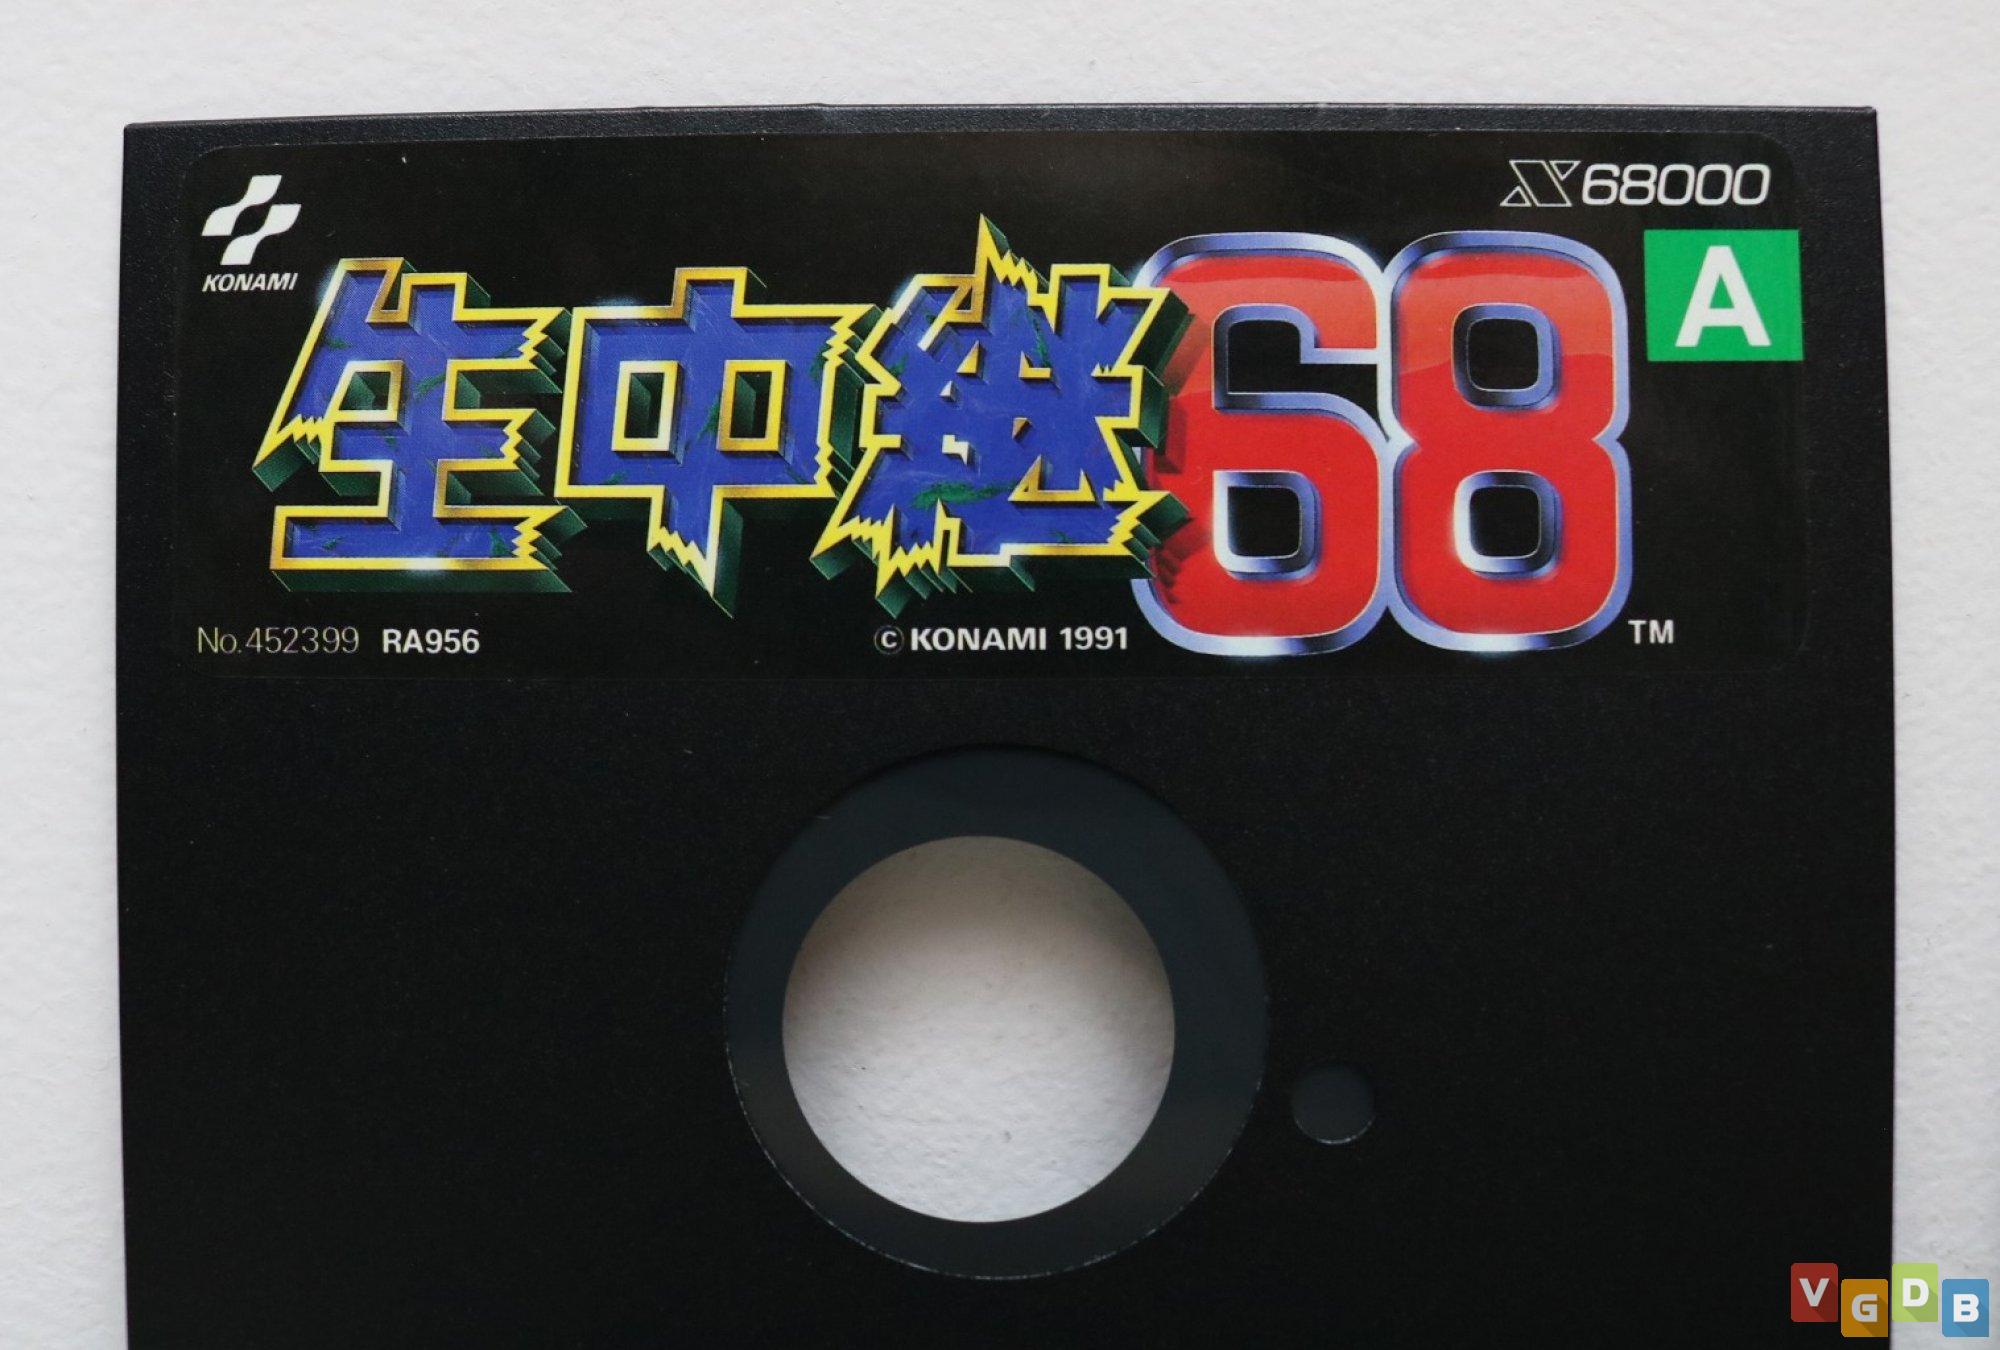 KONAMI
X68000
A
生中継68
TM
No.452399 RA956
© KONAMI 1991
VGDB